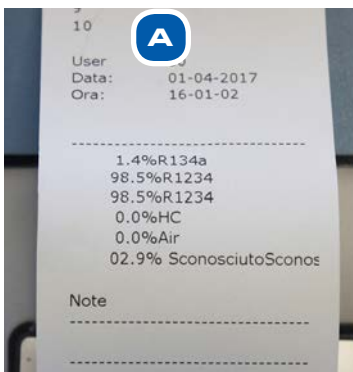 10
A
User
Data: 01-04-2017
Ora: 16-01-02
1.4%R134a
98.5%R1234
98.5%R1234
0.0%HC
0.0%Air
02.9% SconosciutoSconos
Note